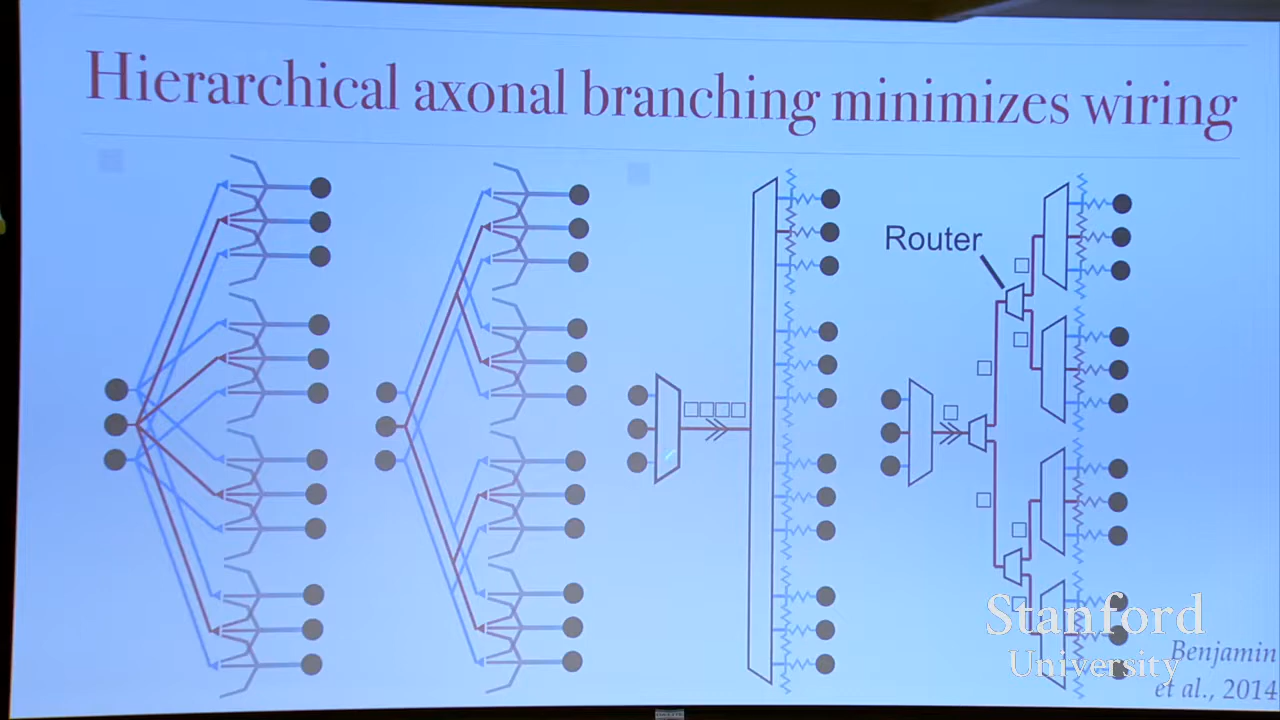 Hierarchical axonal branching minimizes wiring
Router
Stanford
University
Benjamin
et al., 2014